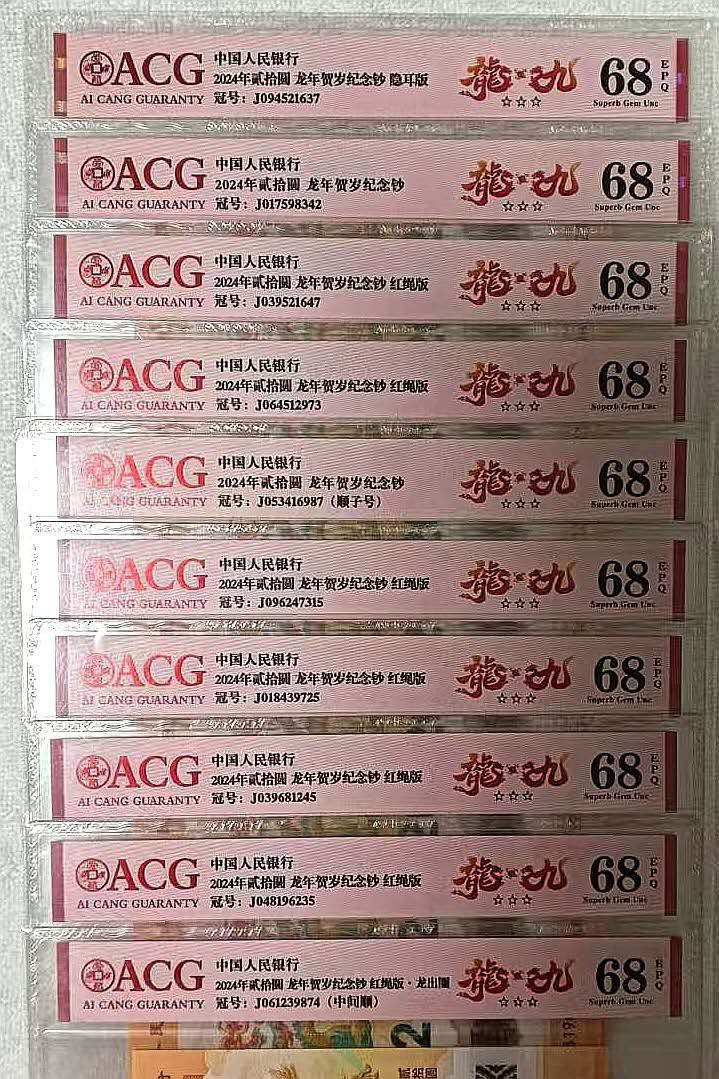 ACG
AI CANG GUARANTY
中国人民银行
2024年贰拾圆 龙年贺岁纪念钞 隐耳版
冠号：J094521637
龍 九
☆☆☆
68
EPQ
Superb Gem Unc
ACG
AI CANG GUARANTY
中国人民银行
2024年贰拾圆 龙年贺岁纪念钞
冠号：J017598342
龍 九
☆☆☆
68
EPQ
Superb Gem Unc
ACG
AI CANG GUARANTY
中国人民银行
2024年贰拾圆 龙年贺岁纪念钞 红绳版
冠号：J039521647
龍 九
☆☆☆
68
EPQ
Superb Gem Unc
ACG
AI CANG GUARANTY
中国人民银行
2024年贰拾圆 龙年贺岁纪念钞 红绳版
冠号：J064512973
龍 九
☆☆☆
68
EPQ
Superb Gem Unc
ACG
AI CANG GUARANTY
中国人民银行
2024年贰拾圆 龙年贺岁纪念钞
冠号：J053416987（顺子号）
龍 九
☆☆☆
68
EPQ
Superb Gem Unc
ACG
AI CANG GUARANTY
中国人民银行
2024年贰拾圆 龙年贺岁纪念钞 红绳版
冠号：J096247315
龍 九
☆☆☆
68
EPQ
Superb Gem Unc
ACG
AI CANG GUARANTY
中国人民银行
2024年贰拾圆 龙年贺岁纪念钞 红绳版
冠号：J018439725
龍 九
☆☆☆
68
EPQ
Superb Gem Unc
ACG
AI CANG GUARANTY
中国人民银行
2024年贰拾圆 龙年贺岁纪念钞 红绳版
冠号：J039681245
龍 九
☆☆☆
68
EPQ
Superb Gem Unc
ACG
AI CANG GUARANTY
中国人民银行
2024年贰拾圆 龙年贺岁纪念钞 红绳版
冠号：J048196235
龍 九
☆☆☆
68
EPQ
Superb Gem Unc
ACG
AI CANG GUARANTY
中国人民银行
2024年贰拾圆 龙年贺岁纪念钞 红绳版·龙出圈
冠号：J061239874（中间顺）
龍 九
☆☆☆
68
EPQ
Superb Gem Unc
贰拾圆